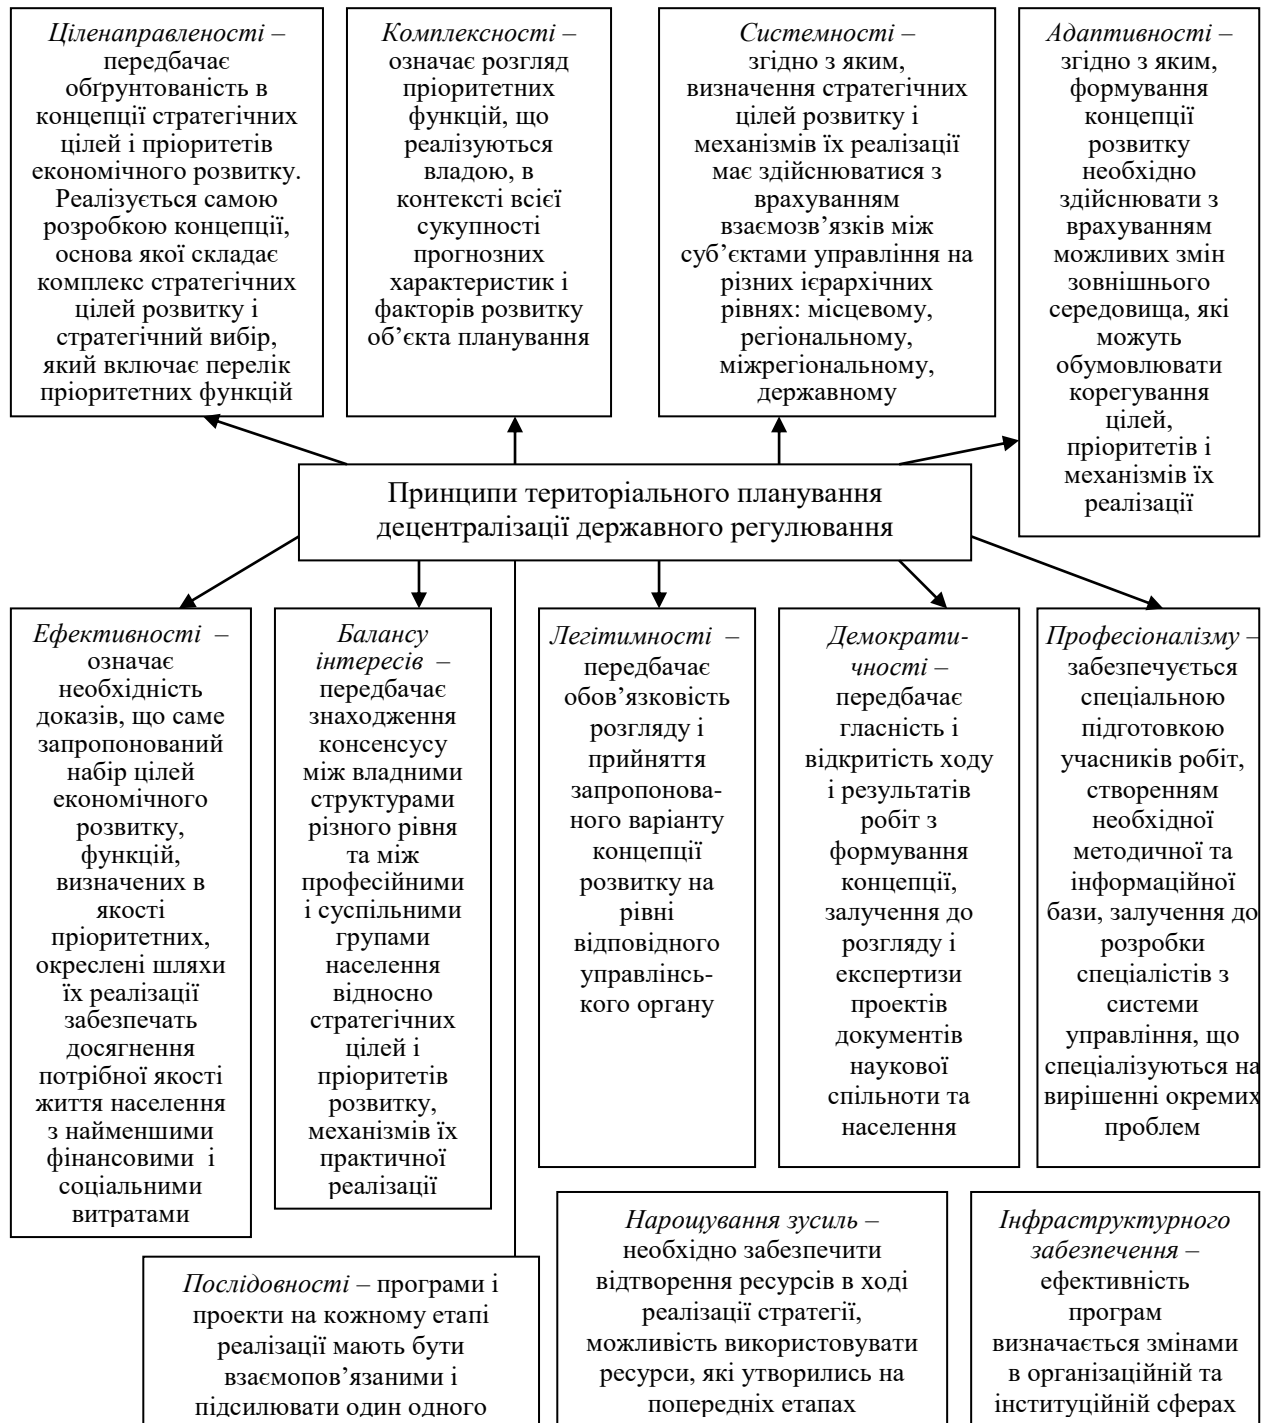 Ціленаправленості –
передбачає
обґрунтованість в
концепції стратегічних
цілей і пріоритетів
економічного розвитку.
Реалізується самою
розробкою концепції,
основа якої складає
комплекс стратегічних
цілей розвитку і
стратегічний вибір,
який включає перелік
пріоритетних функцій
Комплексності –
означає розгляд
пріоритетних
функцій, що
реалізуються
владою, в
контексті всієї
сукупності
прогнозних
характеристик і
факторів розвитку
об’єкта планування
Системності –
згідно з яким,
визначення стратегічних
цілей розвитку і
механізмів їх реалізації
має здійснюватися з
врахуванням
взаємозв’язків між
суб’єктами управління на
різних ієрархічних
рівнях: місцевому,
регіональному,
міжрегіональному,
державному
Адаптивності –
згідно з яким,
формування
концепції
розвитку
необхідно
здійснювати з
врахуванням
можливих змін
зовнішнього
середовища, які
можуть
обумовлювати
корегування
цілей,
пріоритетів і
механізмів їх
реалізації
Принципи територіального планування
децентралізації державного регулювання
Ефективності –
означає
необхідність
доказів, що саме
запропонований
набір цілей
економічного
розвитку,
функцій,
визначених в
якості
пріоритетних,
окреслені шляхи
їх реалізації
забезпечать
досягнення
потрібної якості
життя населення
з найменшими
фінансовими і
соціальними
витратами
Балансу
інтересів –
передбачає
знаходження
консенсусу
між владними
структурами
різного рівня
та між
професійними
і суспільними
групами
населення
відносно
стратегічних
цілей і
пріоритетів
розвитку,
механізмів їх
практичної
реалізації
Легітимності –
передбачає
обов’язковість
розгляду і
прийняття
запропонова-
ного варіанту
концепції
розвитку на
рівні
відповідного
управлінсь-
кого органу
Демократи-
чності –
передбачає
гласність і
відкритість ходу
і результатів
робіт з
формування
концепції,
залучення до
розгляду і
експертизи
проектів
документів
наукової
спільноти та
населення
Професіоналізму –
забезпечується
спеціальною
підготовкою
учасників робіт,
створенням
необхідної
методичної та
інформаційної
бази, залучення до
розробки
спеціалістів з
системи
управління, що
спеціалізуються на
вирішенні окремих
проблем
Послідовності – програми і
проекти на кожному етапі
реалізації мають бути
взаємопов’язаними і
підсилювати один одного
Нарощування зусиль –
необхідно забезпечити
відтворення ресурсів в ході
реалізації стратегії,
можливість використовувати
ресурси, які утворились на
попередніх етапах
Інфраструктурного
забезпечення –
ефективність
програм
визначається змінами
в організаційній та
інституційній сферах